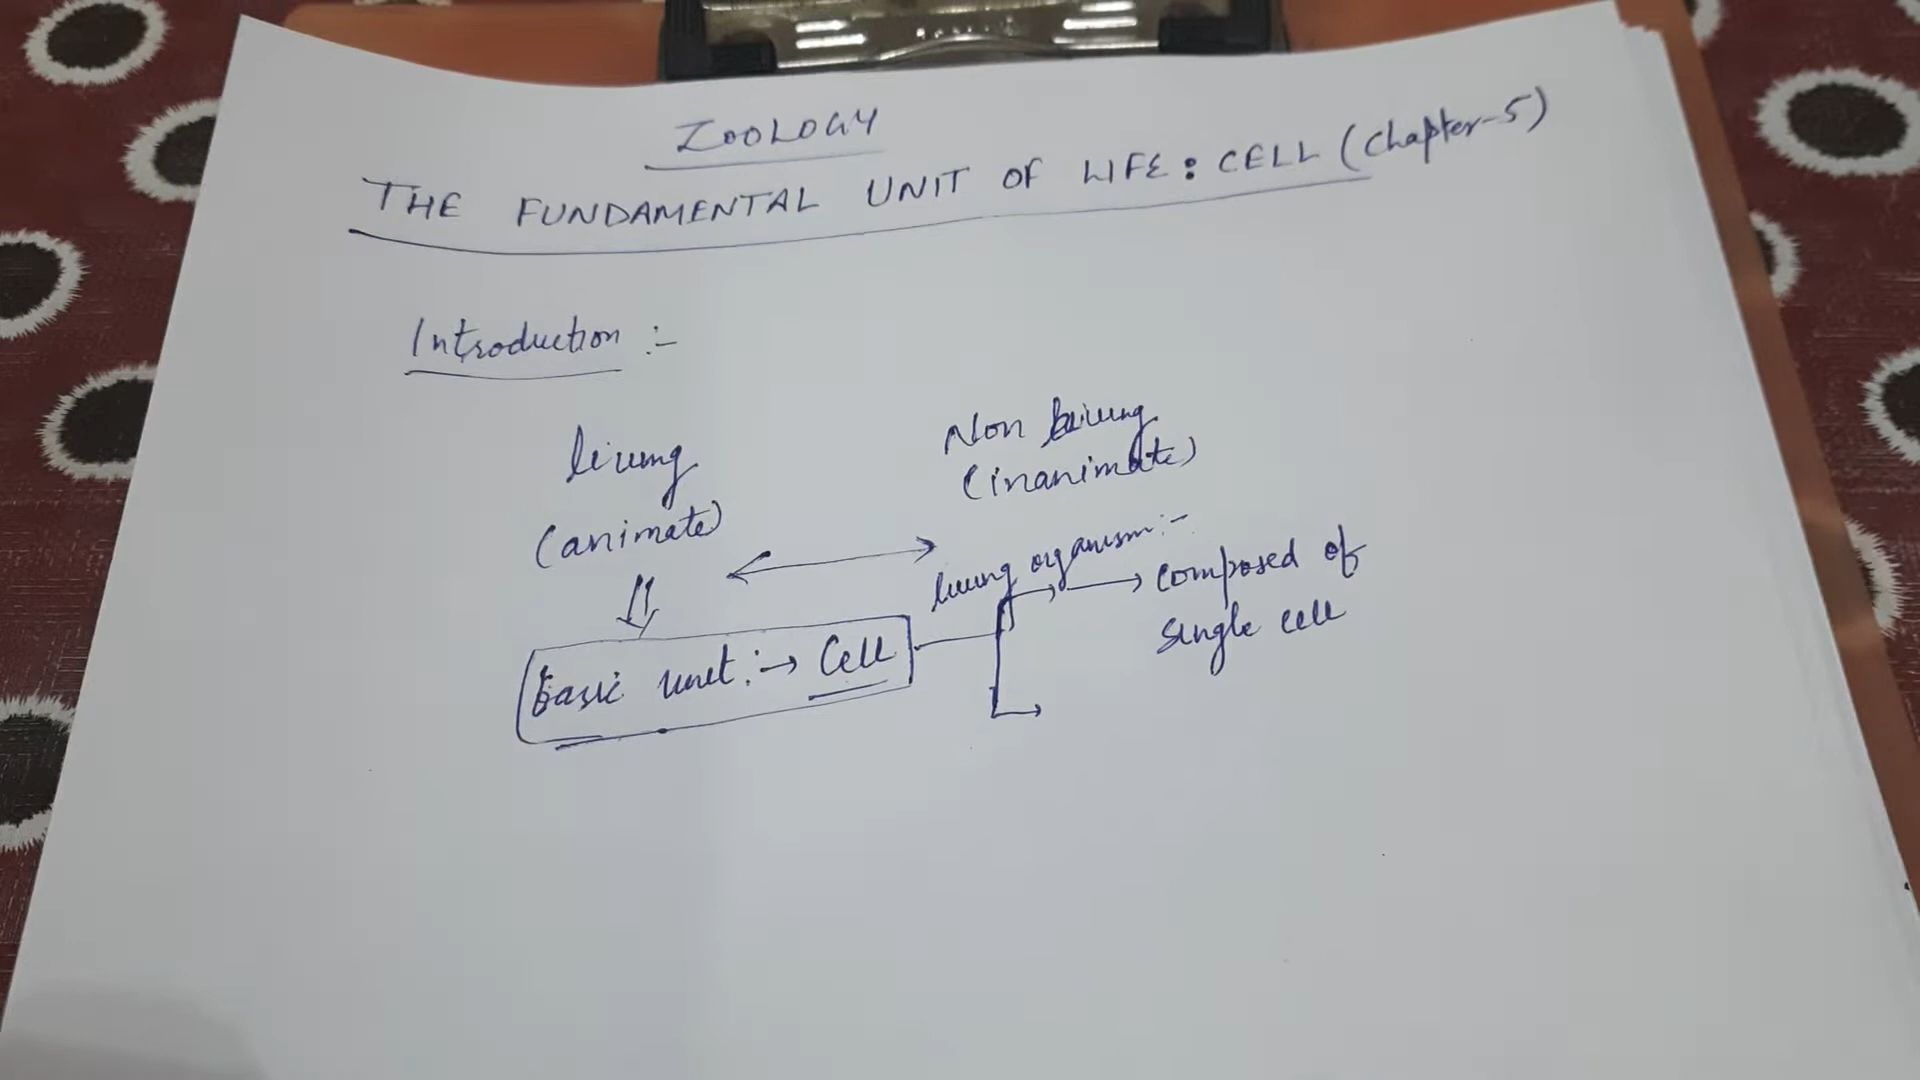 ZOOLOGY
THE FUNDAMENTAL UNIT OF LIFE : CELL (Chapter-5)
Introduction :-
living
(animate)
Non living
(inanimate)
living organism :-
composed of
single cell
basic unit :→ Cell